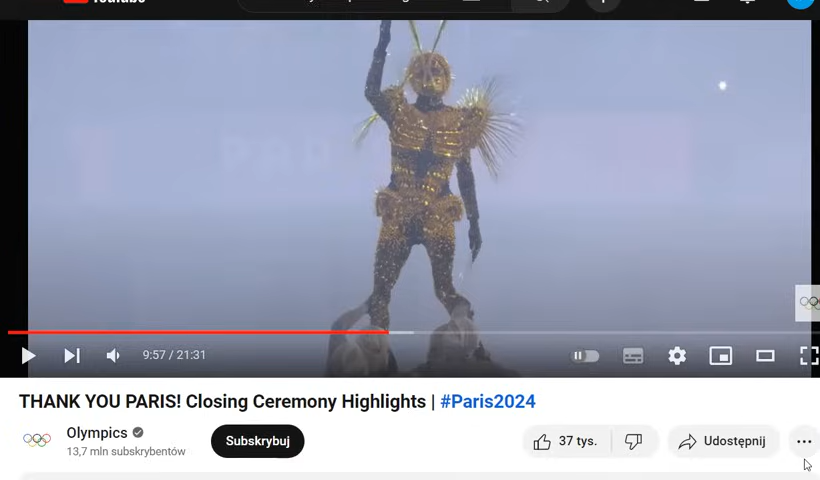 9:57 / 21:31
THANK YOU PARIS! Closing Ceremony Highlights | #Paris2024
Olympics
13,7 mln subskrybentów
Subskrybuj
37 tys.
Udostępnij